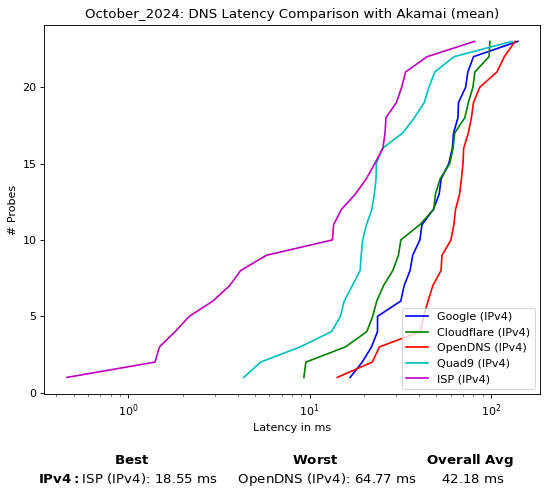 October_2024: DNS Latency Comparison with Akamai (mean)
# Probes
20
15
10
5
0
Google (IPv4)
Cloudflare (IPv4)
OpenDNS (IPv4)
Quad9 (IPv4)
ISP (IPv4)
10⁰ 10¹ 10²
Latency in ms
Best Worst Overall Avg
IPv4: ISP (IPv4): 18.55 ms OpenDNS (IPv4): 64.77 ms 42.18 ms